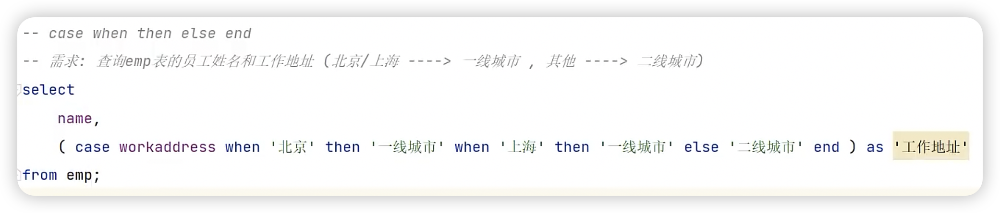 -- case when then else end
-- 需求: 查询emp表的员工姓名和工作地址 (北京/上海 ----> 一线城市 , 其他 ----> 二线城市)
select
name,
( case workaddress when '北京' then '一线城市' when '上海' then '一线城市' else '二线城市' end ) as '工作地址'
from emp;